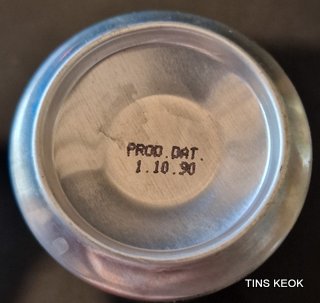 PROD.DAT.
1.10.90
TINS KEOK